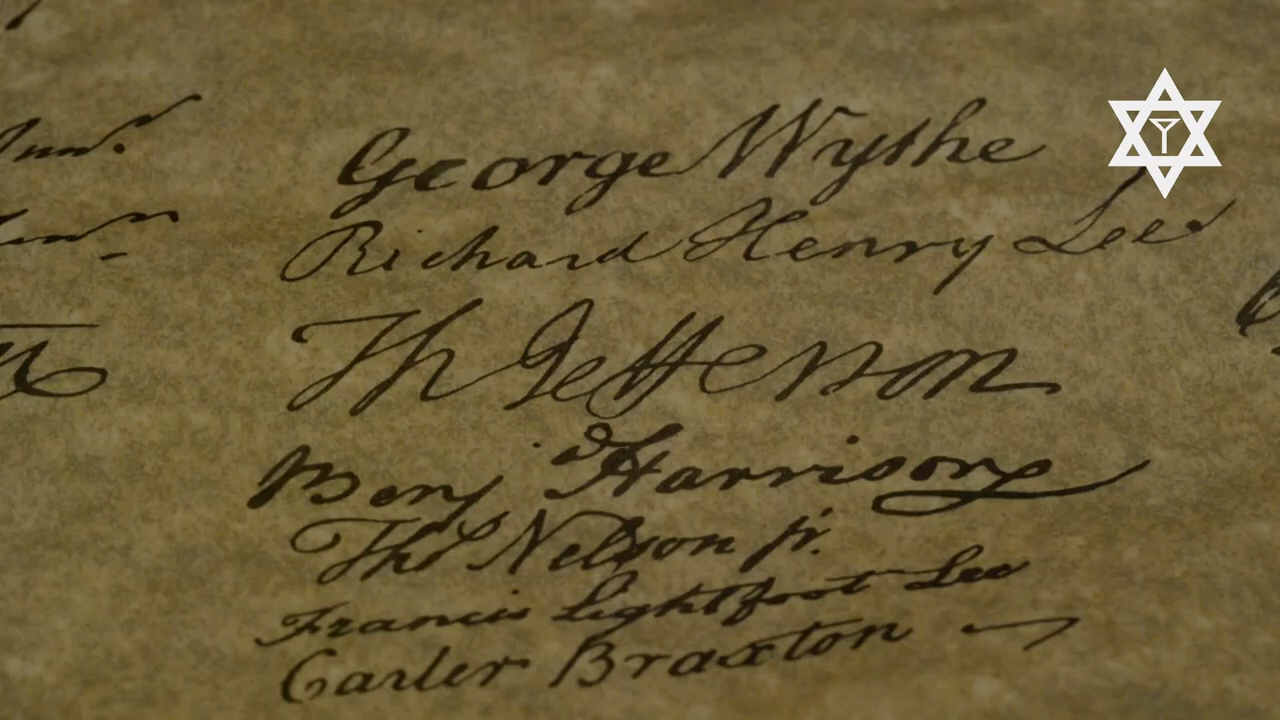 George Wythe
Richard Henry Lee
Th Jefferson
Benj Harrison
Thos Nelson jr.
Francis Lightfoot Lee
Carter Braxton